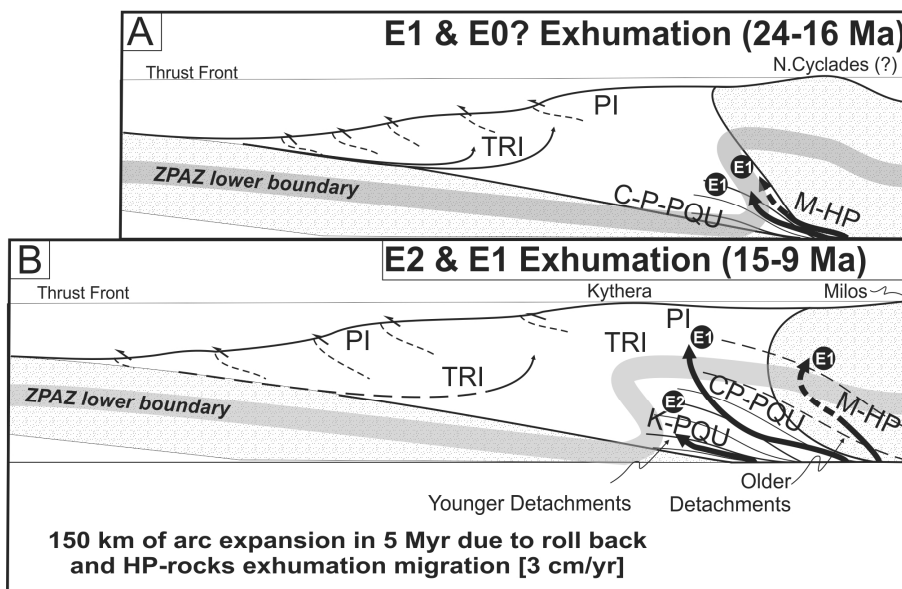 A
E1 & E0? Exhumation (24-16 Ma)
Thrust Front
N.Cyclades (?)
PI
TRI
ZPAZ lower boundary
E1
E1
C-P-PQU
M-HP
B
E2 & E1 Exhumation (15-9 Ma)
Thrust Front
Kythera
Milos
PI
PI
E1
TRI
E1
TRI
ZPAZ lower boundary
E2
CP-PQU
M-HP
K-PQU
Younger Detachments
Older
Detachments
150 km of arc expansion in 5 Myr due to roll back
and HP-rocks exhumation migration [3 cm/yr]